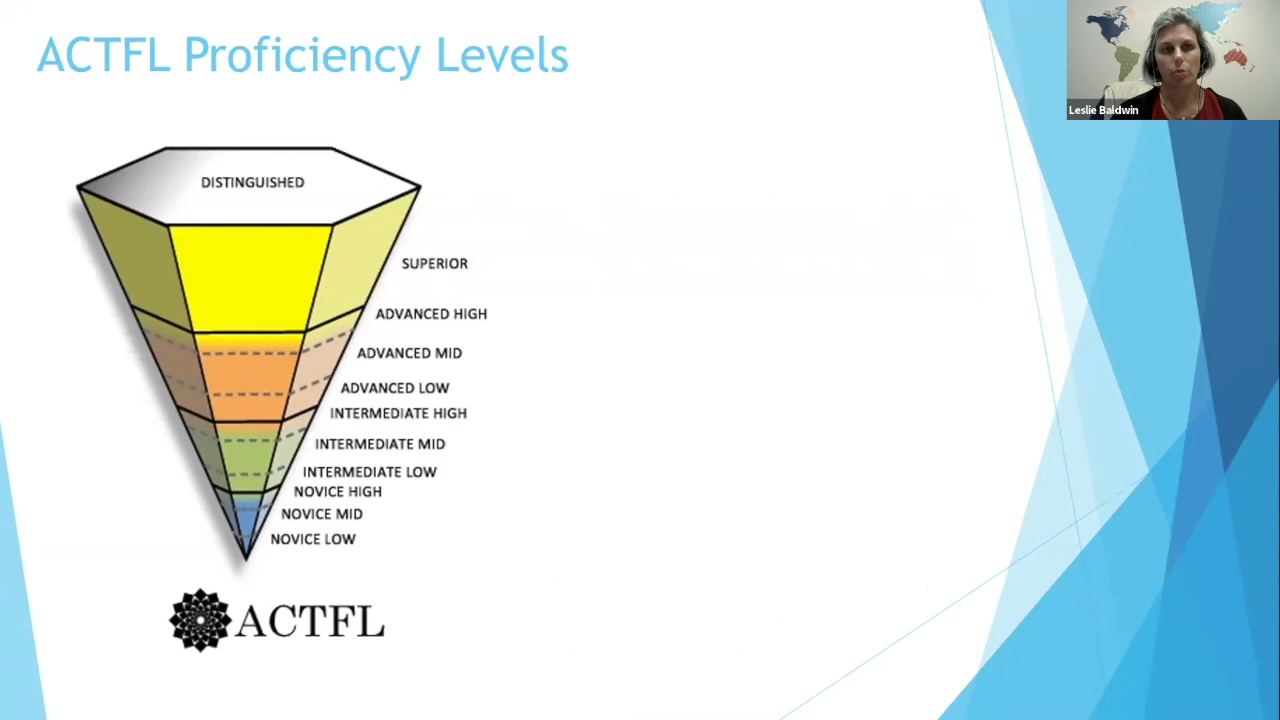 ACTFL Proficiency Levels
Leslie Baldwin
DISTINGUISHED
SUPERIOR
ADVANCED HIGH
ADVANCED MID
ADVANCED LOW
INTERMEDIATE HIGH
INTERMEDIATE MID
INTERMEDIATE LOW
NOVICE HIGH
NOVICE MID
NOVICE LOW
ACTFL